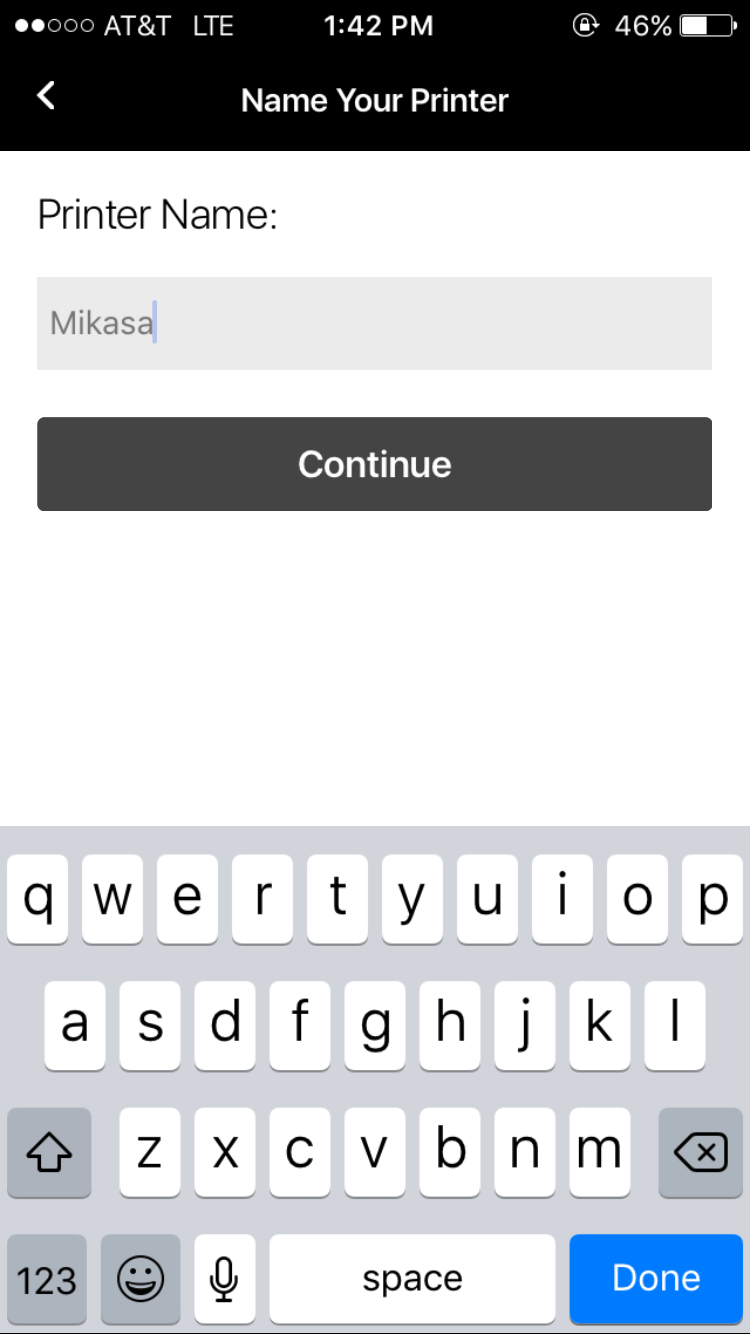 AT&T LTE 1:42 PM 46%
Name Your Printer
Printer Name:
Mikasa
Continue
q w e r t y u i o p
a s d f g h j k l
z x c v b n m
123 space Done